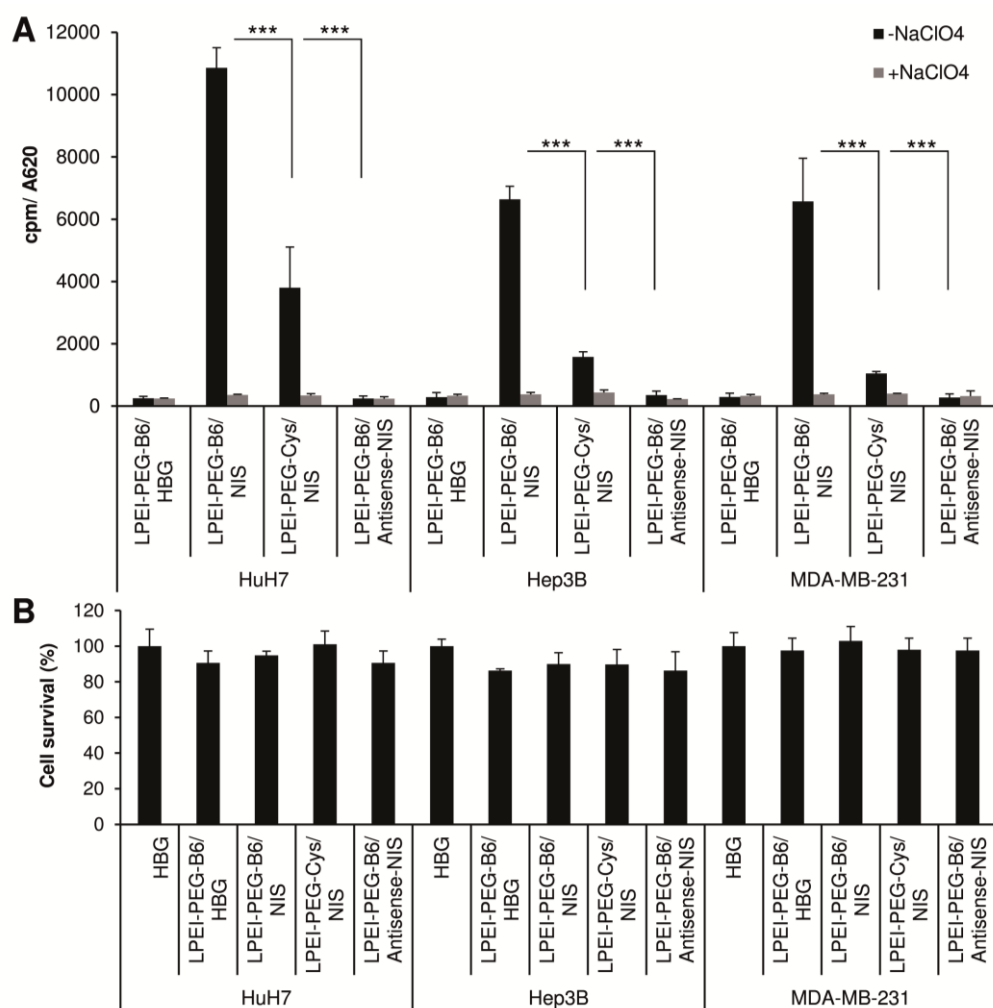 A
12000
10000
8000
6000
4000
2000
0
cpm/ A620
-NaClO4
+NaClO4
*** ***
*** ***
*** ***
LPEI-PEG-B6/
HBG
LPEI-PEG-B6/
NIS
LPEI-PEG-Cys/
NIS
LPEI-PEG-B6/
Antisense-NIS
LPEI-PEG-B6/
HBG
LPEI-PEG-B6/
NIS
LPEI-PEG-Cys/
NIS
LPEI-PEG-B6/
Antisense-NIS
LPEI-PEG-B6/
HBG
LPEI-PEG-B6/
NIS
LPEI-PEG-Cys/
NIS
LPEI-PEG-B6/
Antisense-NIS
HuH7 Hep3B MDA-MB-231
B
120
100
80
60
40
20
0
Cell survival (%)
HBG
LPEI-PEG-B6/
HBG
LPEI-PEG-B6/
NIS
LPEI-PEG-Cys/
NIS
LPEI-PEG-B6/
Antisense-NIS
HBG
LPEI-PEG-B6/
HBG
LPEI-PEG-B6/
NIS
LPEI-PEG-Cys/
NIS
LPEI-PEG-B6/
Antisense-NIS
HBG
LPEI-PEG-B6/
HBG
LPEI-PEG-B6/
NIS
LPEI-PEG-Cys/
NIS
LPEI-PEG-B6/
Antisense-NIS
HuH7 Hep3B MDA-MB-231